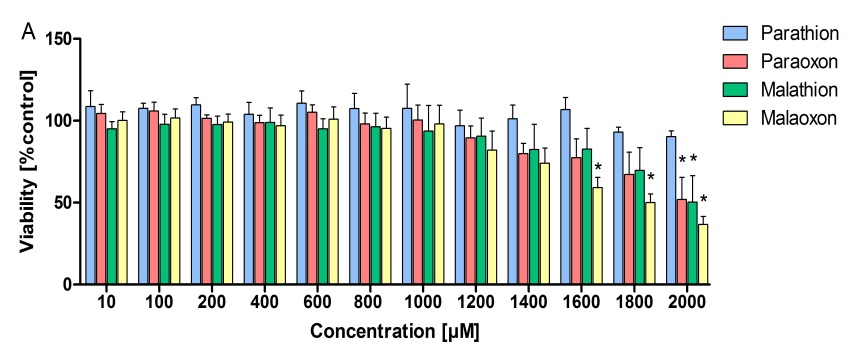 A
150
100
50
0
Viability [%control]
* * * * *
10 100 200 400 600 800 1000 1200 1400 1600 1800 2000
Concentration [µM]
Parathion
Paraoxon
Malathion
Malaoxon